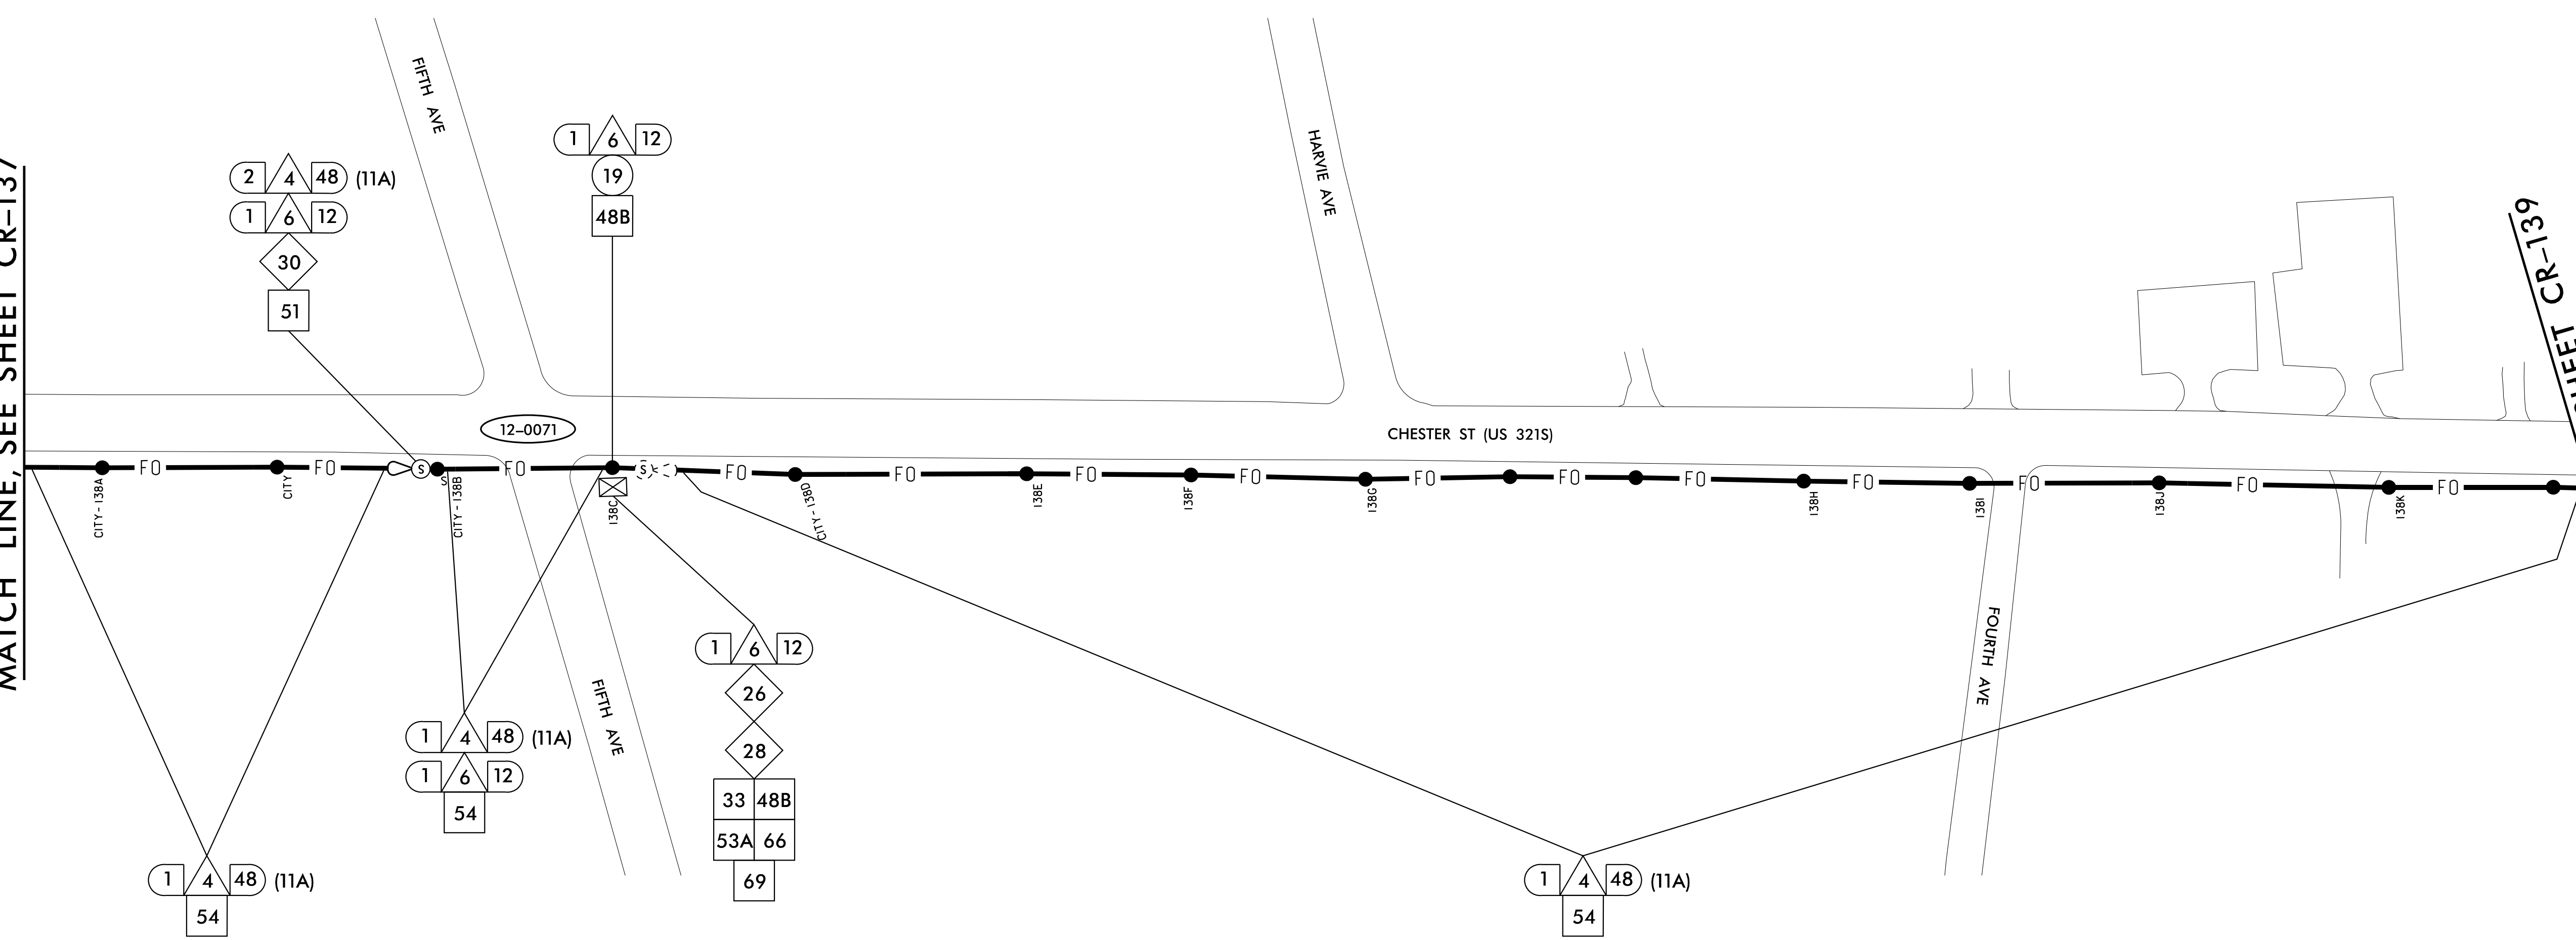 MATCH LINE, SEE SHEET CR-137
FIFTH AVE
HARVIE AVE
SHEET CR-139
2 4 48 (11A)
1 6 12
30
51
1 6 12
19
48B
12-0071
CHESTER ST (US 321S)
FO FO S FO S FO FO FO FO FO FO FO FO FO FO FO
CITY - 138A
CITY
S
CITY - 138B
138C
CITY - 138D
138E
138F
138G
138H
138I
138J
138K
FIFTH AVE
FOURTH AVE
1 6 12
26
28
33 48B
53A 66
69
1 4 48 (11A)
1 6 12
54
1 4 48 (11A)
54
1 4 48 (11A)
54